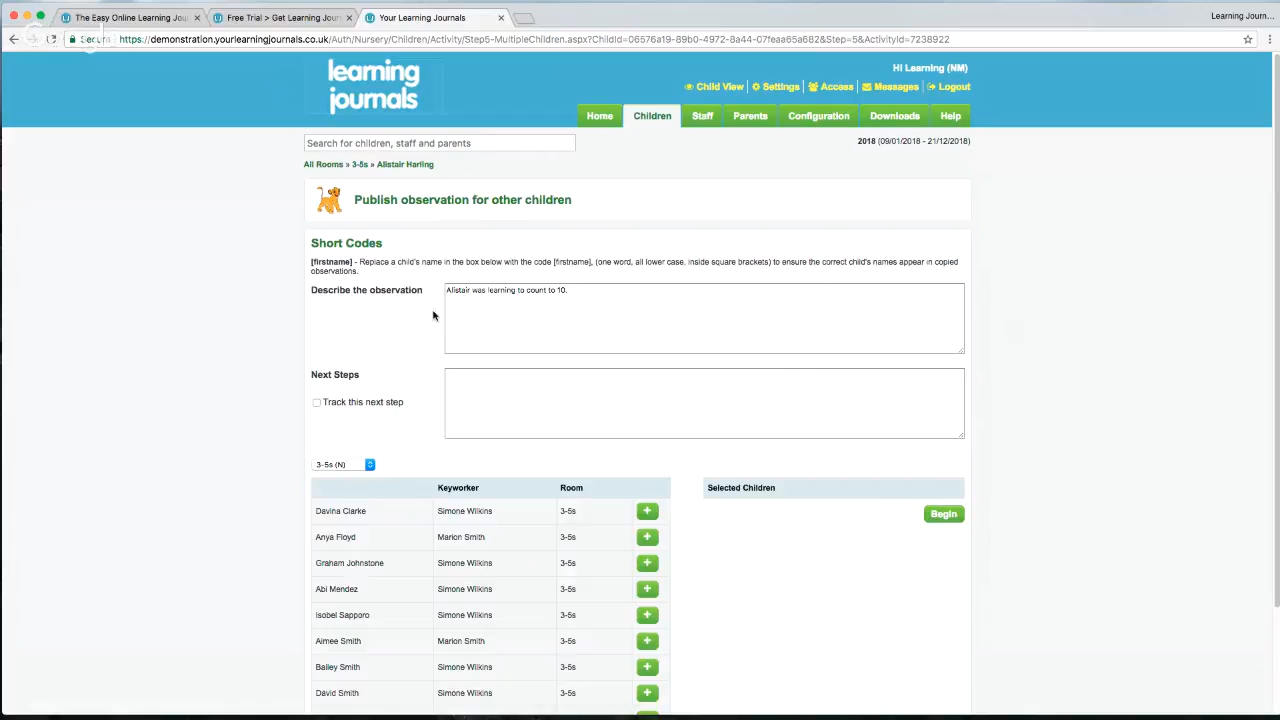 The Easy Online Learning Jou
Free Trial > Get Learning Jour
Your Learning Journals
Learning Journ...
Secure https://demonstration.yourlearningjournals.co.uk/Auth/Nursery/Children/Activity/Step5-MultipleChildren.aspx?ChildId=06576a19-89b0-4972-8a44-07feaa65a682&Step=5&ActivityId=7238922
learning
journals
Hi Learning (NM)
Child View Settings Access Messages Logout
Home Children Staff Parents Configuration Downloads Help
Search for children, staff and parents
2018 (09/01/2018 - 21/12/2018)
All Rooms » 3-5s » Alistair Harling
Publish observation for other children
Short Codes
[firstname] - Replace a child's name in the box below with the code [firstname], (one word, all lower case, inside square brackets) to ensure the correct child's names appear in copied
observations.
Describe the observation
Alistair was learning to count to 10.
Next Steps
Track this next step
3-5s (N)
Keyworker Room
Selected Children
Davina Clarke Simone Wilkins 3-5s +
Begin
Anya Floyd Marion Smith 3-5s +
Graham Johnstone Simone Wilkins 3-5s +
Abi Mendez Simone Wilkins 3-5s +
Isobel Sapporo Simone Wilkins 3-5s +
Aimee Smith Marion Smith 3-5s +
Bailey Smith Simone Wilkins 3-5s +
David Smith Simone Wilkins 3-5s +